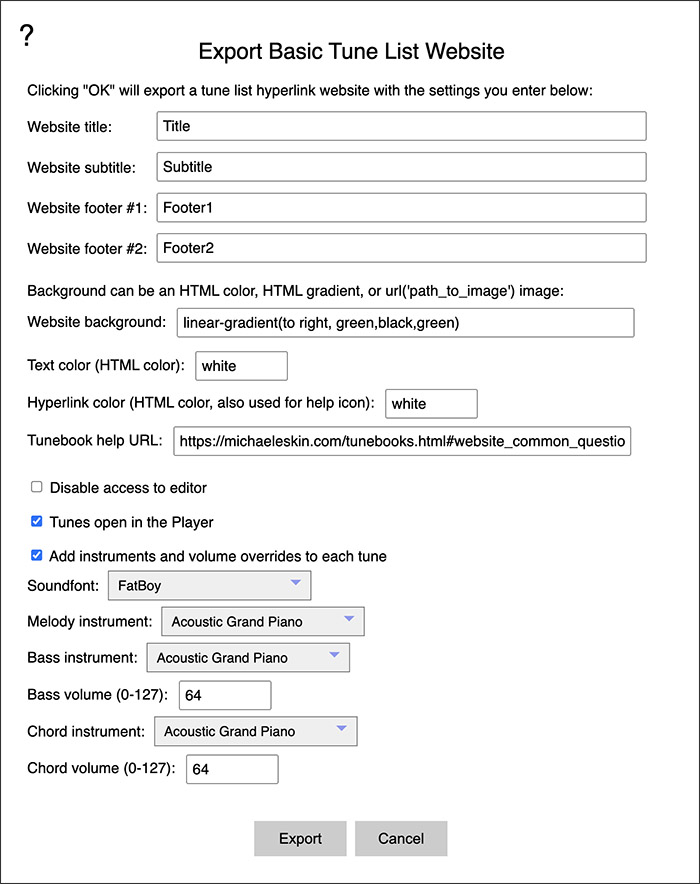 ?
Export Basic Tune List Website
Clicking "OK" will export a tune list hyperlink website with the settings you enter below:
Website title: Title
Website subtitle: Subtitle
Website footer #1: Footer1
Website footer #2: Footer2
Background can be an HTML color, HTML gradient, or url('path_to_image') image:
Website background: linear-gradient(to right, green,black,green)
Text color (HTML color): white
Hyperlink color (HTML color, also used for help icon): white
Tunebook help URL: https://michaeleskin.com/tunebooks.html#website_common_questio
Disable access to editor
Tunes open in the Player
Add instruments and volume overrides to each tune
Soundfont: FatBoy
Melody instrument: Acoustic Grand Piano
Bass instrument: Acoustic Grand Piano
Bass volume (0-127): 64
Chord instrument: Acoustic Grand Piano
Chord volume (0-127): 64
Export Cancel